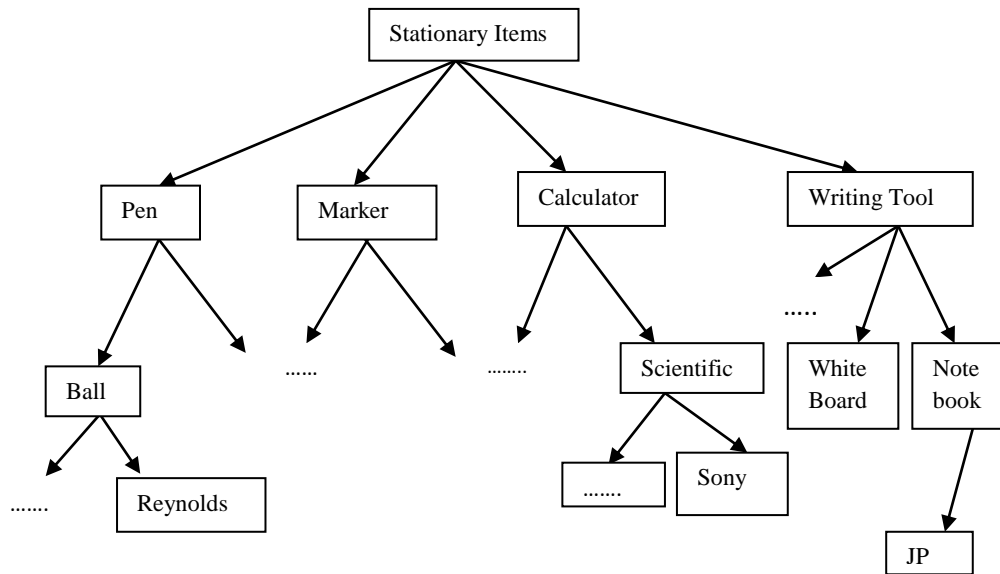 Stationary Items
Pen
Marker
Calculator
Writing Tool
.....
......
........
Ball
Scientific
White
Board
Note
book
.......
Reynolds
.......
Sony
JP